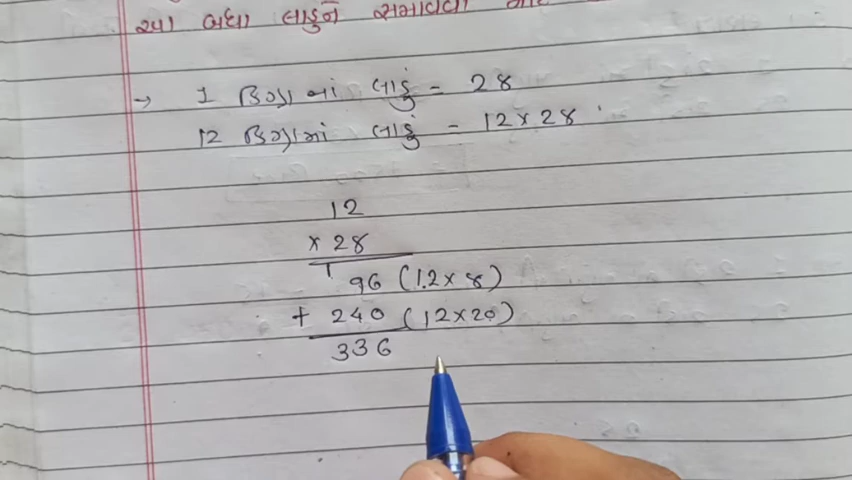 આ બધા લાડુને સમાવવા
→ 1 ડબ્બામાં લાડું = 28
12 ડબ્બામાં લાડું = 12 x 28
12
x 28
96 (12 x 8)
+ 240 (12 x 20)
336